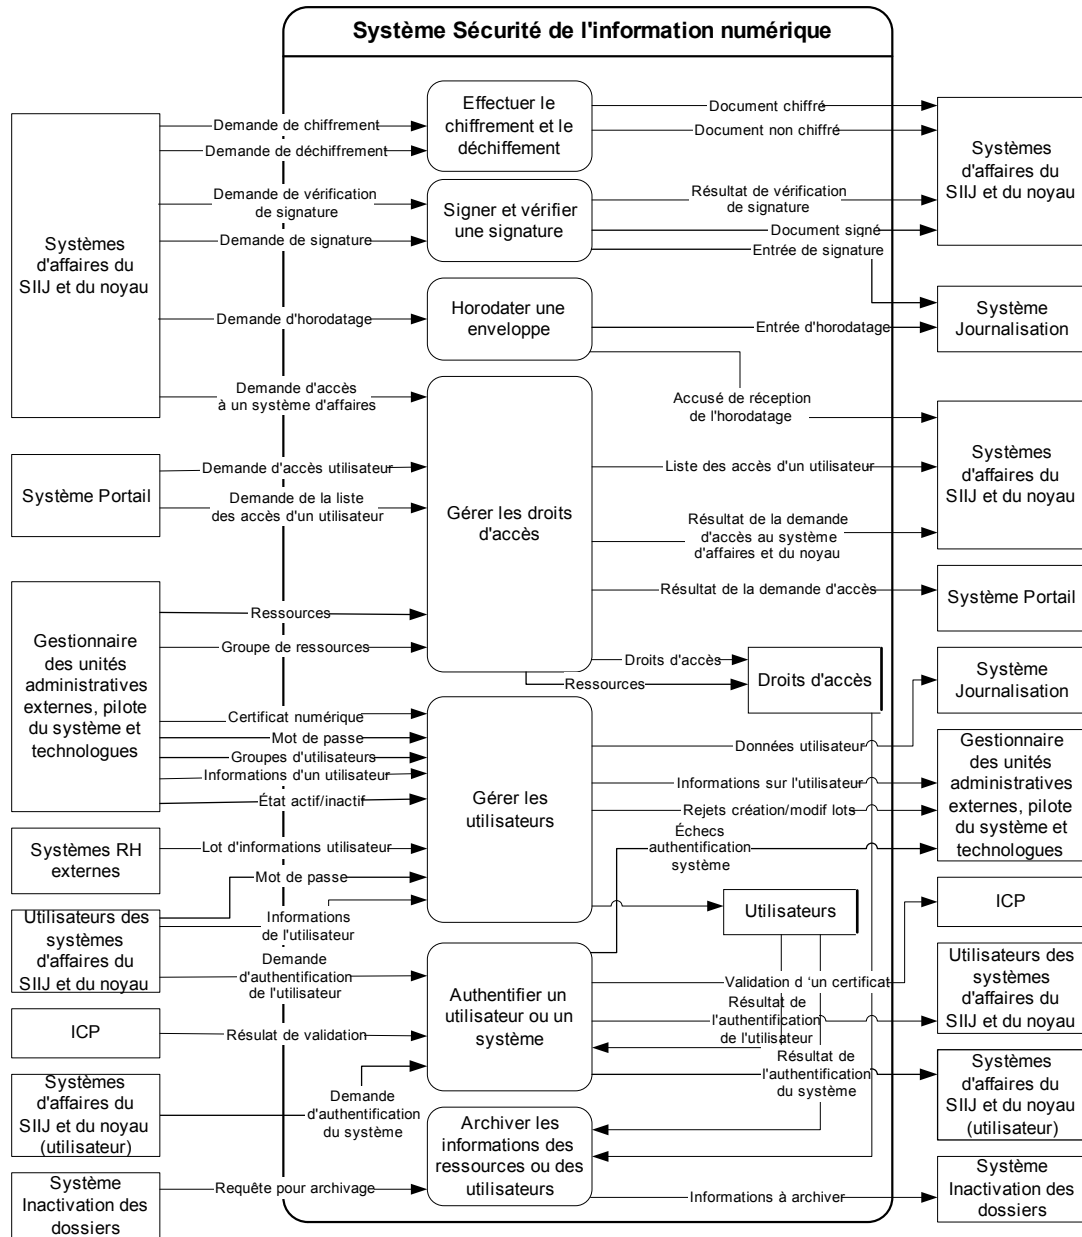 Système Sécurité de l'information numérique
Effectuer le
chiffrement et le
déchiffement
Demande de chiffrement
Demande de déchiffrement
Document chiffré
Document non chiffré
Systèmes
d'affaires du
SIIJ et du noyau
Systèmes
d'affaires du
SIIJ et du noyau
Demande de vérification
de signature
Demande de signature
Signer et vérifier
une signature
Résultat de vérification
de signature
Document signé
Entrée de signature
Demande d'horodatage
Horodater une
enveloppe
Entrée d'horodatage
Système
Journalisation
Accusé de réception
de l'horodatage
Demande d'accès
à un système d'affaires
Système Portail
Demande d'accès utilisateur
Demande de la liste
des accès d'un utilisateur
Gérer les droits
d'accès
Liste des accès d'un utilisateur
Résultat de la demande
d'accès au système
d'affaires et du noyau
Systèmes
d'affaires du
SIIJ et du noyau
Résultat de la demande d'accès
Système Portail
Gestionnaire
des unités
administratives
externes, pilote
du système et
technologues
Ressources
Groupe de ressources
Droits d'accès
Ressources
Droits d'accès
Système
Journalisation
Certificat numérique
Mot de passe
Groupes d'utilisateurs
Informations d'un utilisateur
État actif/inactif
Gérer les
utilisateurs
Données utilisateur
Informations sur l'utilisateur
Rejets création/modif lots
Échecs
authentification
système
Gestionnaire
des unités
administratives
externes, pilote
du système et
technologues
Systèmes RH
externes
Lot d'informations utilisateur
Mot de passe
Utilisateurs des
systèmes
d'affaires du
SIIJ et du noyau
Informations
de l'utilisateur
Demande
d'authentification
de l'utilisateur
Utilisateurs
ICP
Authentifier un
utilisateur ou un
système
Validation d 'un certificat
Résultat de
l'authentification
de l'utilisateur
Utilisateurs des
systèmes
d'affaires du
SIIJ et du noyau
ICP
Résulat de validation
Résultat de
l'authentification
du système
Systèmes
d'affaires du
SIIJ et du noyau
(utilisateur)
Systèmes
d'affaires du
SIIJ et du noyau
(utilisateur)
Demande
d'authentification
du système
Archiver les
informations des
ressources ou des
utilisateurs
Système
Inactivation des
dossiers
Requête pour archivage
Informations à archiver
Système
Inactivation des
dossiers